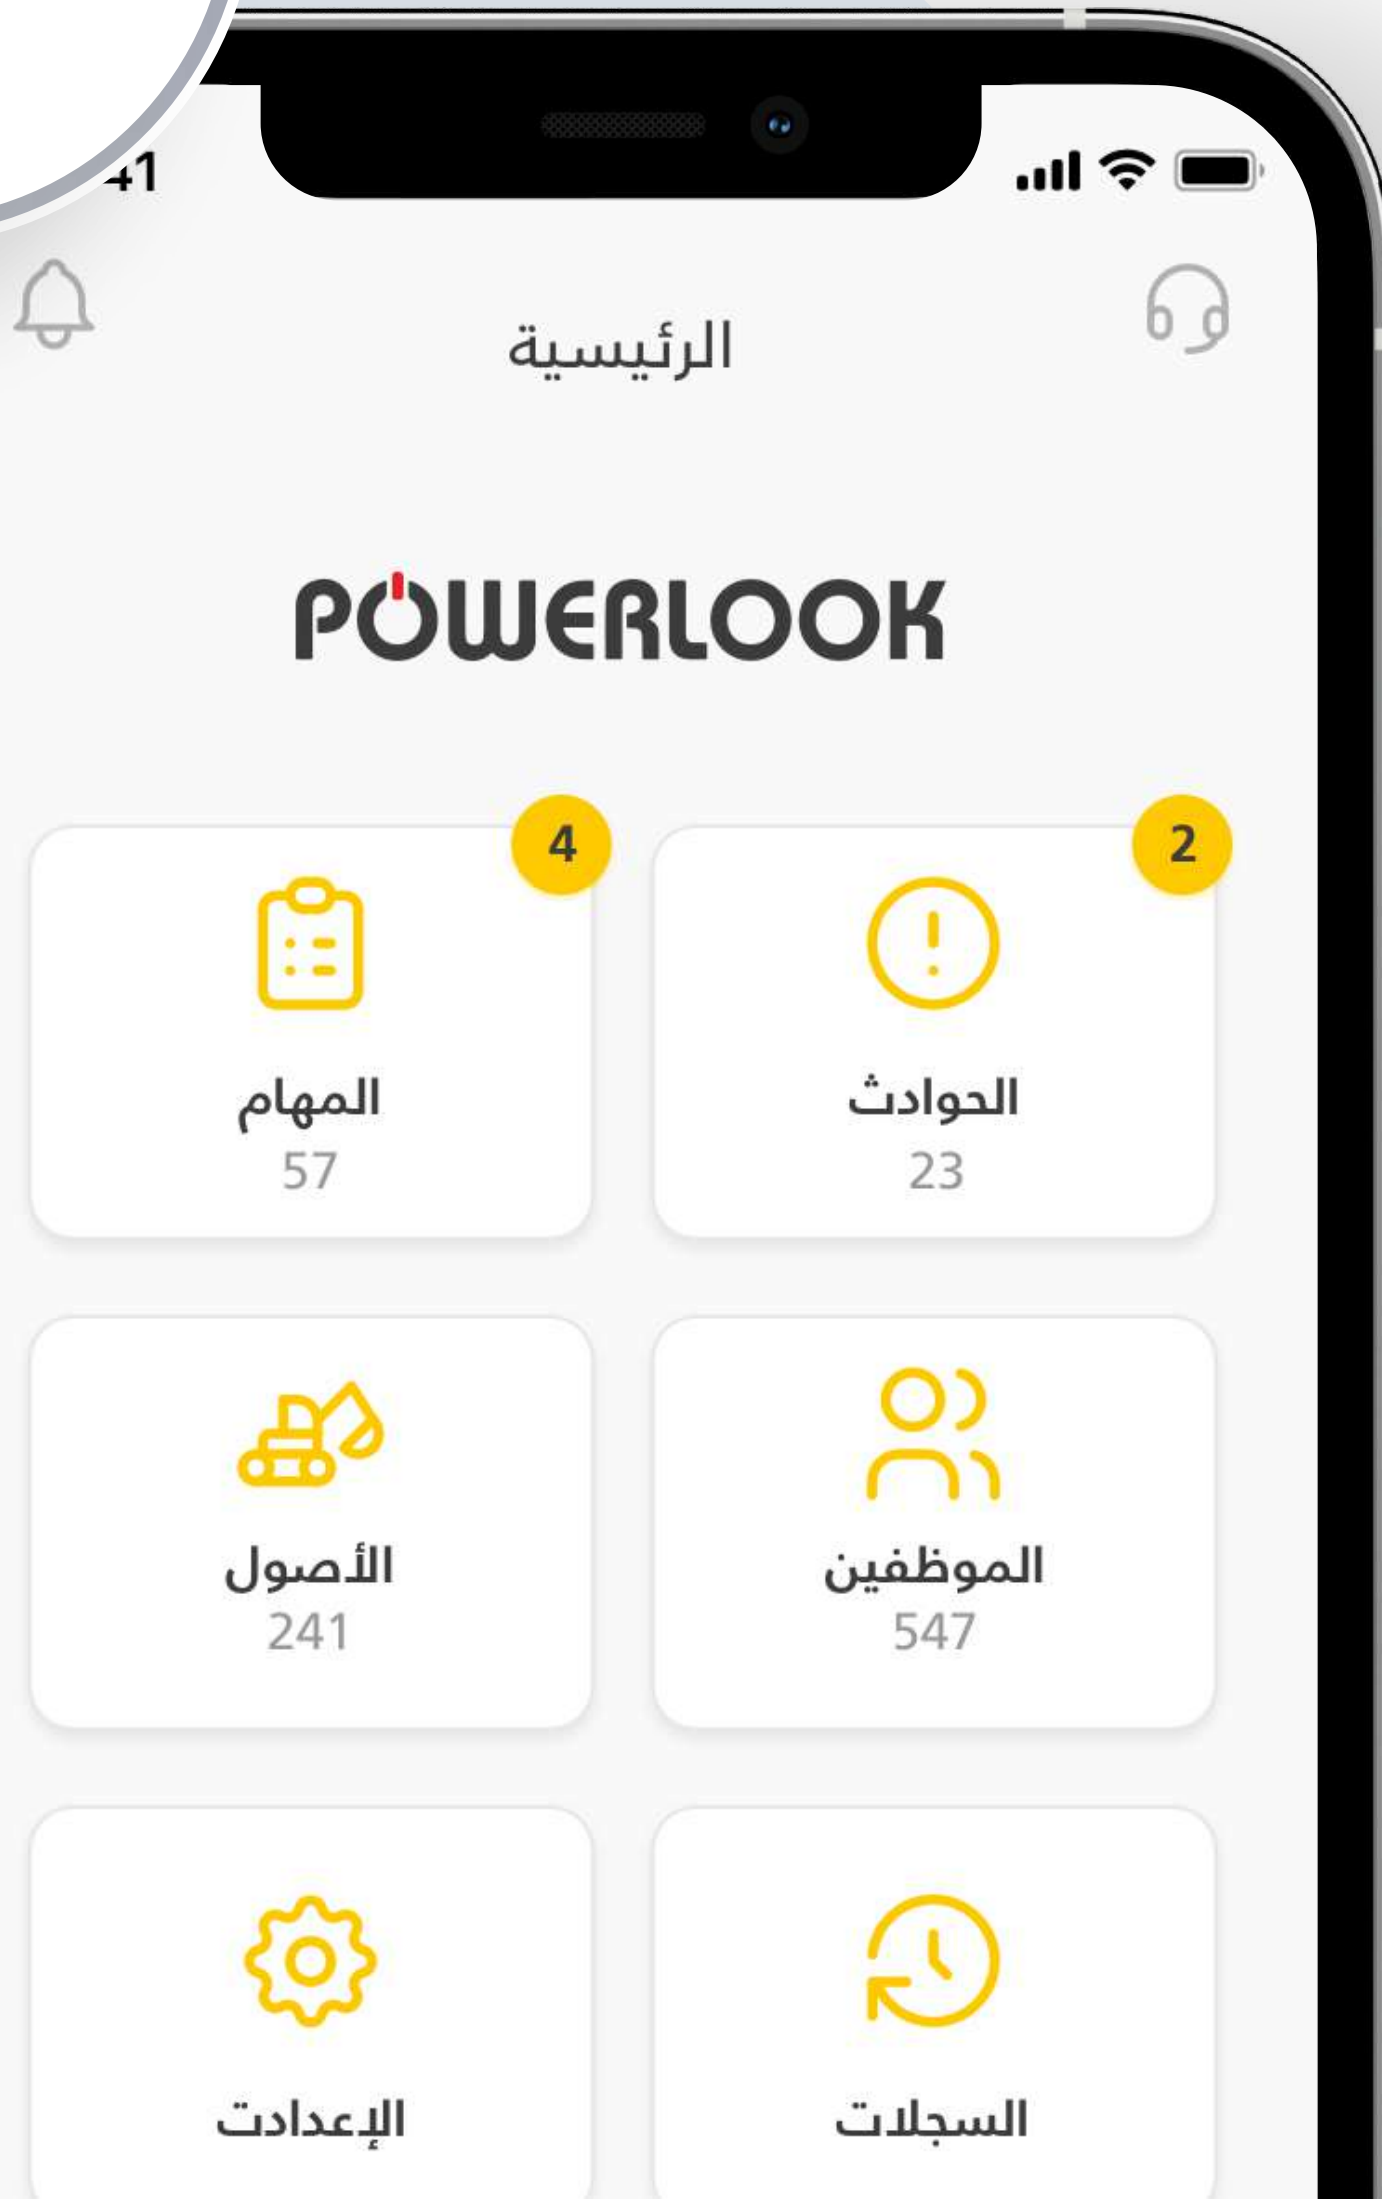 41
الرئيسية
POWERLOOK
2
4
الحوادث
23
المهام
57
الموظفين
547
الأصول
241
السجلات
الإعدادت